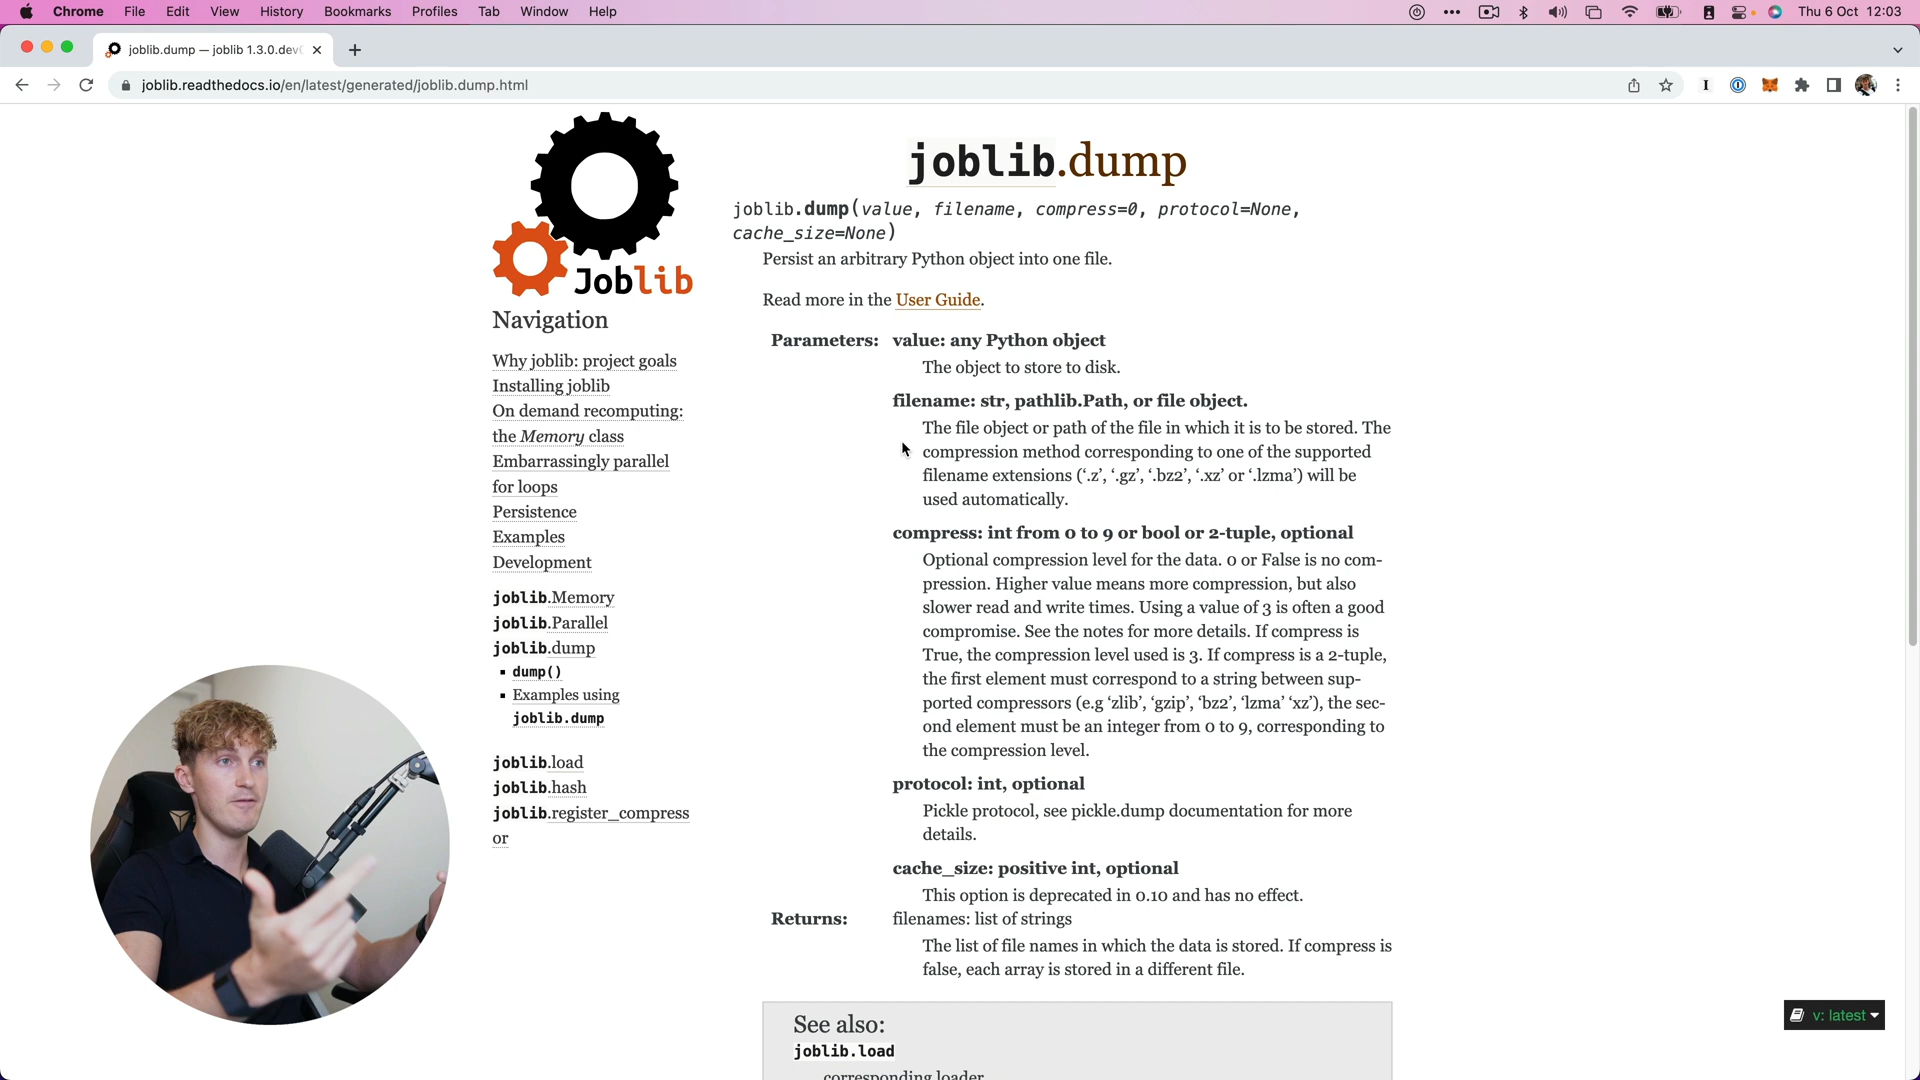 Chrome File Edit View History Bookmarks Profiles Tab Window Help Thu 6 Oct 12:03
joblib.dump — joblib 1.3.0.dev
joblib.readthedocs.io/en/latest/generated/joblib.dump.html
Joblib
Navigation
Why joblib: project goals
Installing joblib
On demand recomputing:
the Memory class
Embarrassingly parallel
for loops
Persistence
Examples
Development
joblib.Memory
joblib.Parallel
joblib.dump
▪ dump()
▪ Examples using
joblib.dump
joblib.load
joblib.hash
joblib.register_compress
or
joblib.dump
joblib.dump(value, filename, compress=0, protocol=None,
cache_size=None)
Persist an arbitrary Python object into one file.
Read more in the User Guide.
Parameters: value: any Python object
The object to store to disk.
filename: str, pathlib.Path, or file object.
The file object or path of the file in which it is to be stored. The
compression method corresponding to one of the supported
filename extensions (‘.z’, ‘.gz’, ‘.bz2’, ‘.xz’ or ‘.lzma’) will be
used automatically.
compress: int from 0 to 9 or bool or 2-tuple, optional
Optional compression level for the data. 0 or False is no com-
pression. Higher value means more compression, but also
slower read and write times. Using a value of 3 is often a good
compromise. See the notes for more details. If compress is
True, the compression level used is 3. If compress is a 2-tuple,
the first element must correspond to a string between sup-
ported compressors (e.g ‘zlib’, ‘gzip’, ‘bz2’, ‘lzma’ ‘xz’), the sec-
ond element must be an integer from 0 to 9, corresponding to
the compression level.
protocol: int, optional
Pickle protocol, see pickle.dump documentation for more
details.
cache_size: positive int, optional
This option is deprecated in 0.10 and has no effect.
Returns: filenames: list of strings
The list of file names in which the data is stored. If compress is
false, each array is stored in a different file.
See also:
joblib.load
corresponding loader
v: latest